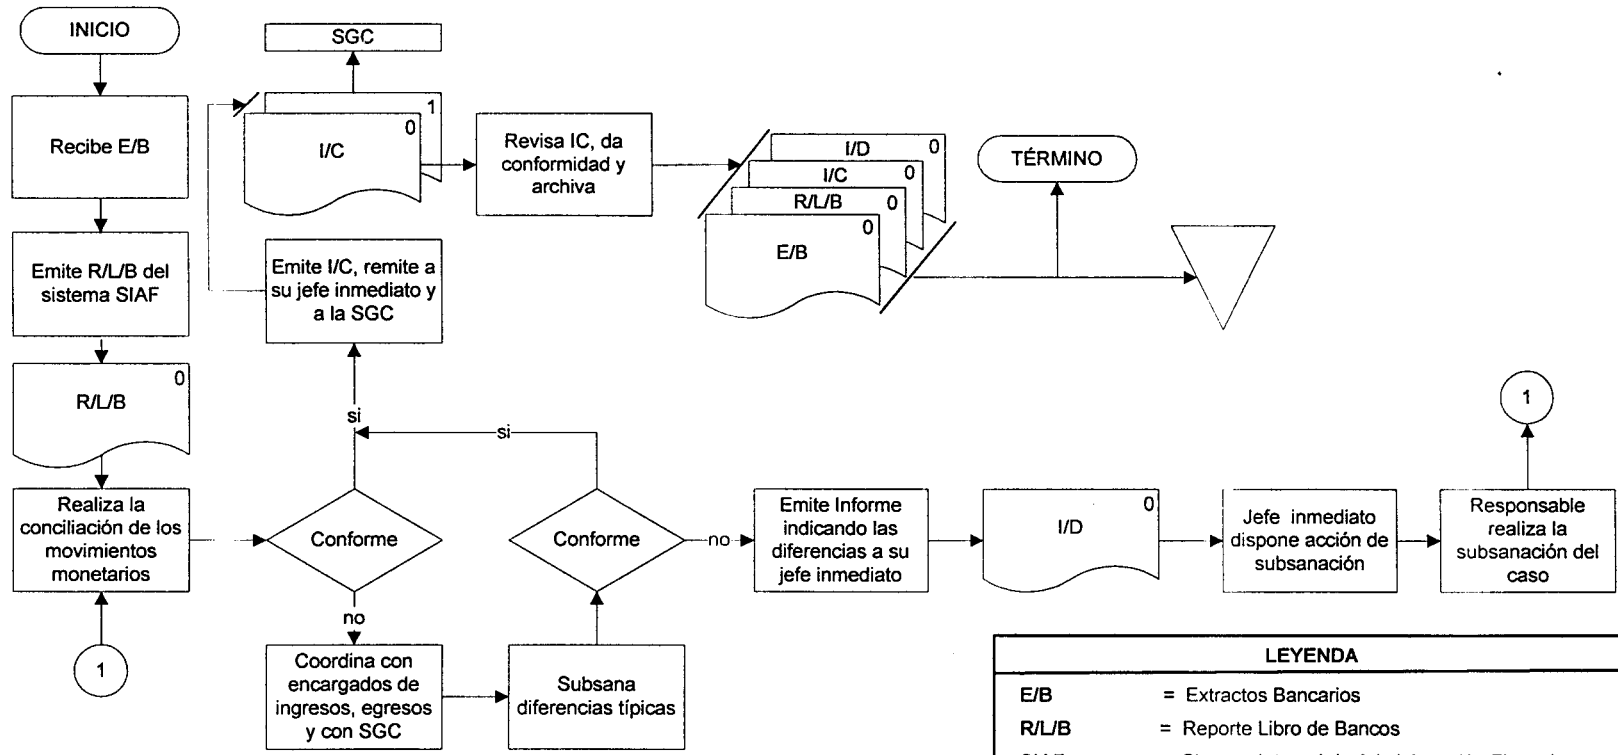 INICIO
Recibe E/B
Emite R/L/B del
sistema SIAF
0
R/L/B
Realiza la
conciliación de los
movimientos
monetarios
1
SGC
1
0
I/C
Emite I/C, remite a
su jefe inmediato y
a la SGC
si
Conforme
no
Coordina con
encargados de
ingresos, egresos
y con SGC
Subsana
diferencias típicas
si
Conforme
no
Revisa IC, da
conformidad y
archiva
I/D 0
I/C 0
R/L/B 0
0
E/B
TÉRMINO
Emite Informe
indicando las
diferencias a su
jefe inmediato
0
I/D
Jefe inmediato
dispone acción de
subsanación
Responsable
realiza la
subsanación del
caso
1
LEYENDA
E/B = Extractos Bancarios
R/L/B = Reporte Libro de Bancos